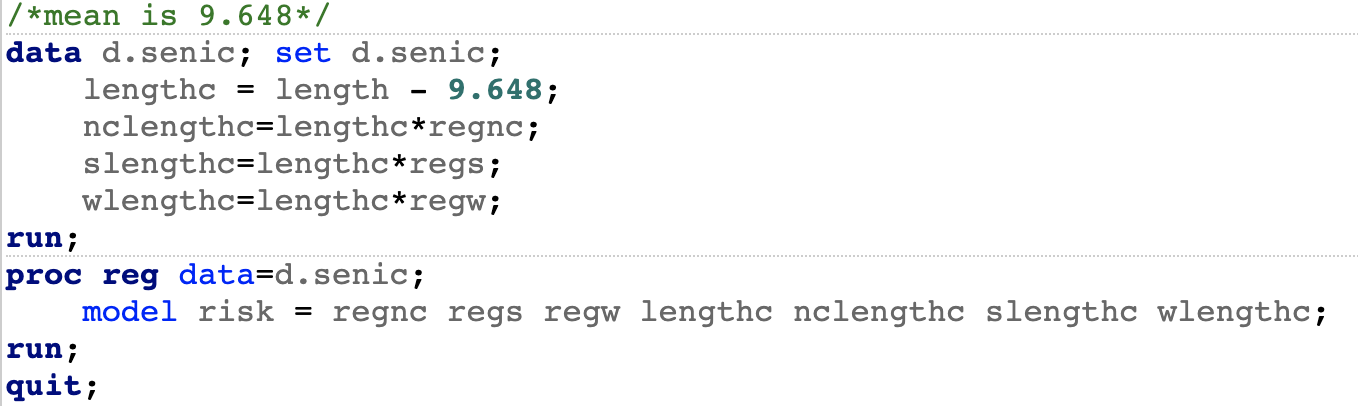 /*mean is 9.648*/
data d.senic; set d.senic;
lengthc = length - 9.648;
nclengthc=lengthc*regnc;
slengthc=lengthc*regs;
wlengthc=lengthc*regw;
run;
proc reg data=d.senic;
model risk = regnc regs regw lengthc nclengthc slengthc wlengthc;
run;
quit;